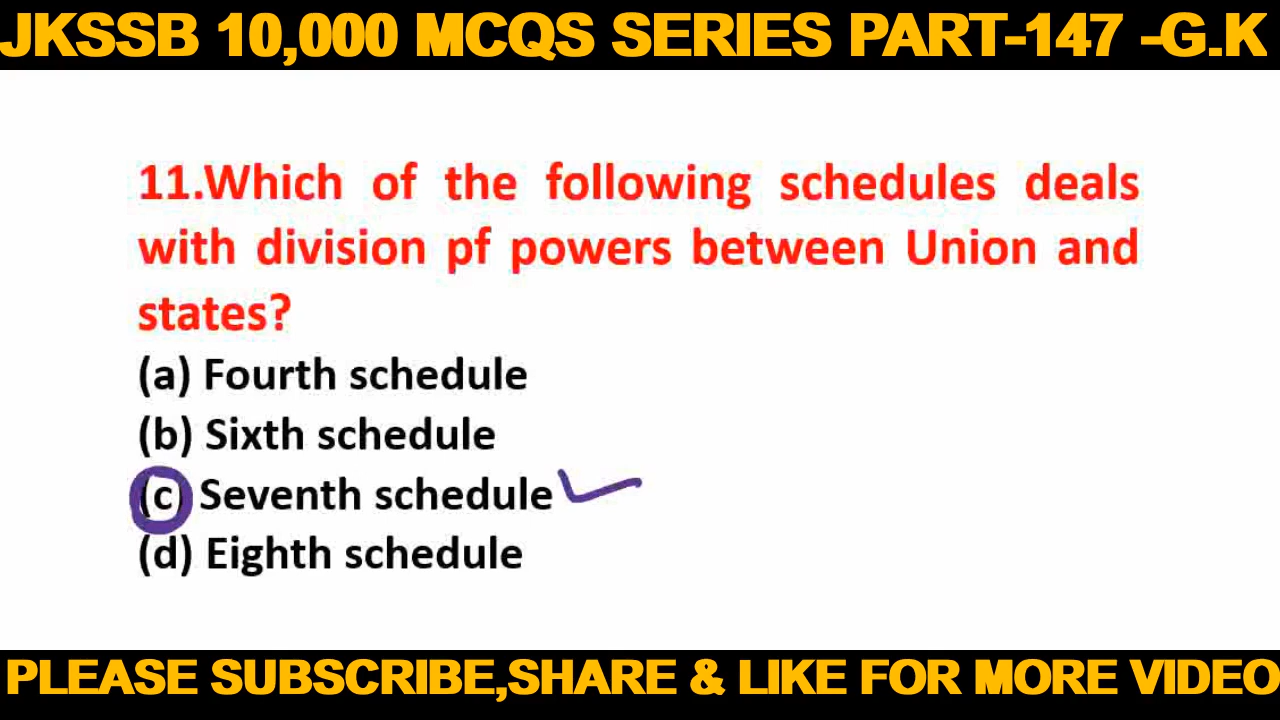 JKSSB 10,000 MCQS SERIES PART-147 -G.K
11.Which of the following schedules deals
with division pf powers between Union and
states?
(a) Fourth schedule
(b) Sixth schedule
(c) Seventh schedule
(d) Eighth schedule
PLEASE SUBSCRIBE,SHARE & LIKE FOR MORE VIDEO